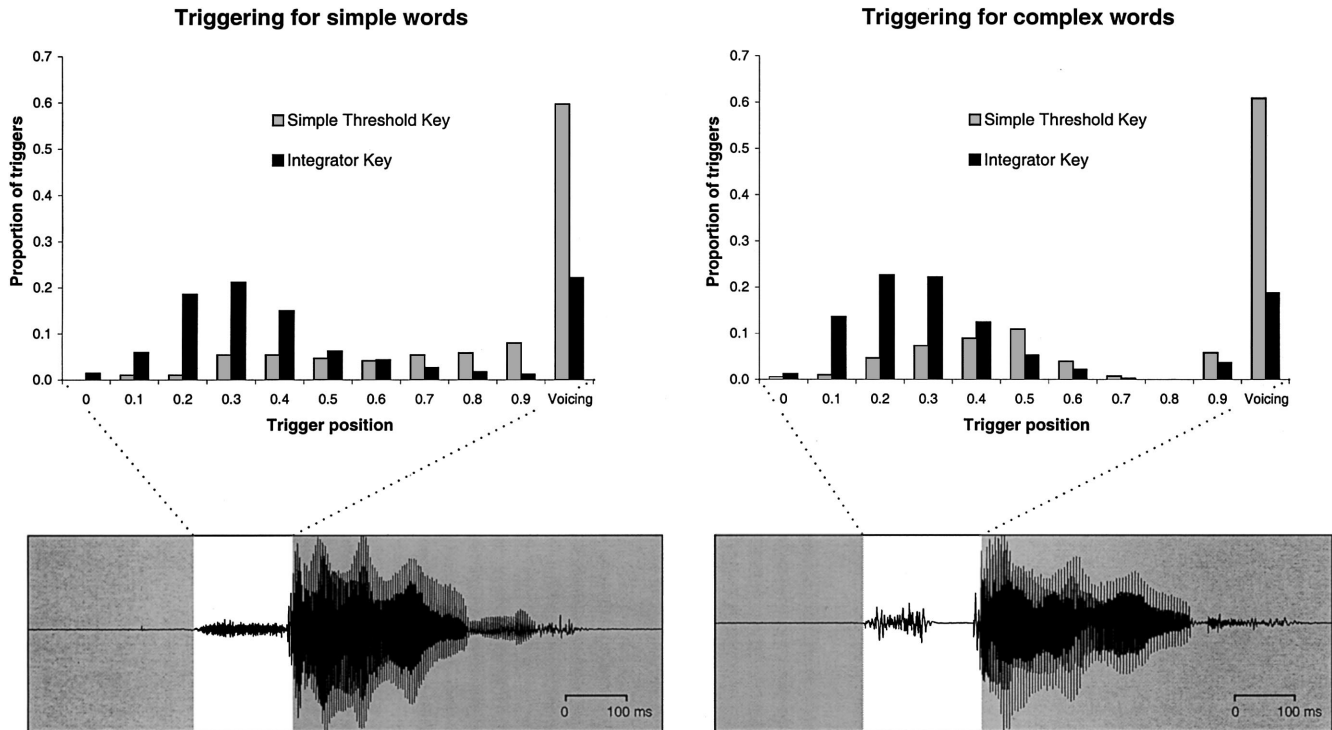 Triggering for simple words
0.7
0.6
0.5
0.4
0.3
0.2
0.1
0.0
Proportion of triggers
Simple Threshold Key
Integrator Key
0 0.1 0.2 0.3 0.4 0.5 0.6 0.7 0.8 0.9 Voicing
Trigger position
0 100 ms
Triggering for complex words
0.7
0.6
0.5
0.4
0.3
0.2
0.1
0.0
Proportion of triggers
Simple Threshold Key
Integrator Key
0 0.1 0.2 0.3 0.4 0.5 0.6 0.7 0.8 0.9 Voicing
Trigger position
0 100 ms